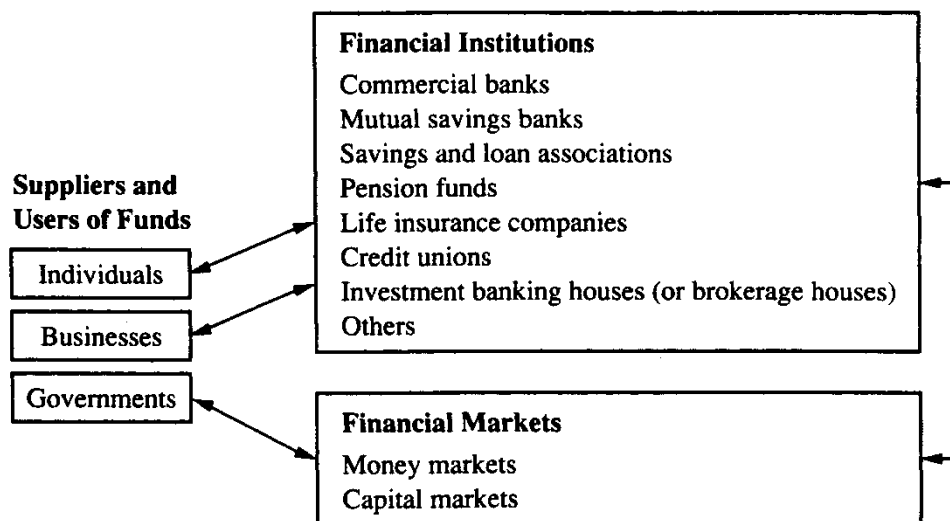 Financial Institutions
Commercial banks
Mutual savings banks
Savings and loan associations
Pension funds
Life insurance companies
Credit unions
Investment banking houses (or brokerage houses)
Others
Suppliers and
Users of Funds
Individuals
Businesses
Governments
Financial Markets
Money markets
Capital markets